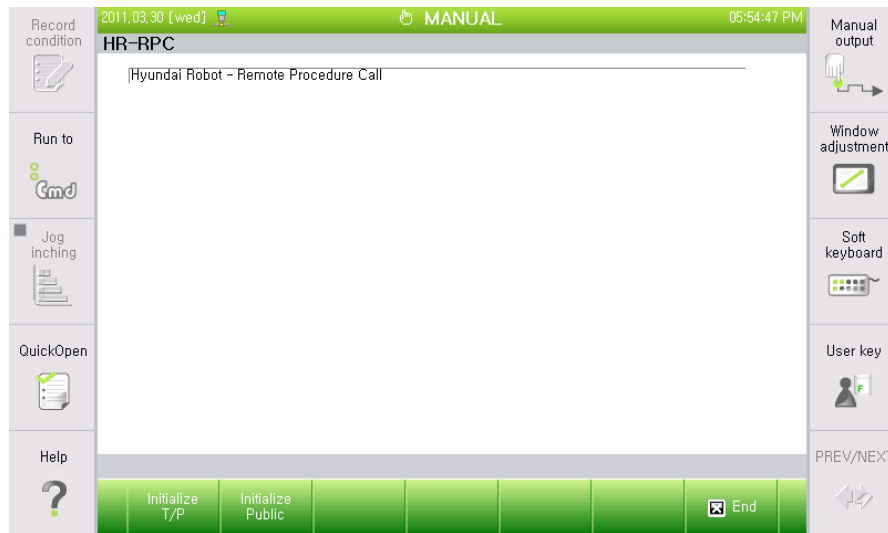 Record
condition
2011,03,30 [wed]
MANUAL
05:54:47 PM
Manual
output
HR-RPC
Hyundai Robot - Remote Procedure Call
Run to
Cmd
Window
adjustment
Jog
inching
Soft
keyboard
QuickOpen
User key
F
Help
?
PREV/NEXT
Initialize
T/P
Initialize
Public
End